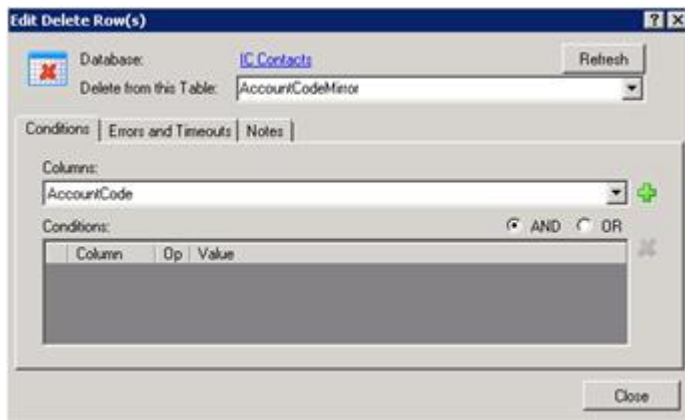 Edit Delete Row(s)
Database: IC Contacts Refresh
Delete from this Table: AccountCodeMirror
Conditions Errors and Timeouts Notes
Columns:
AccountCode
Conditions: AND OR
Column Op Value
Close